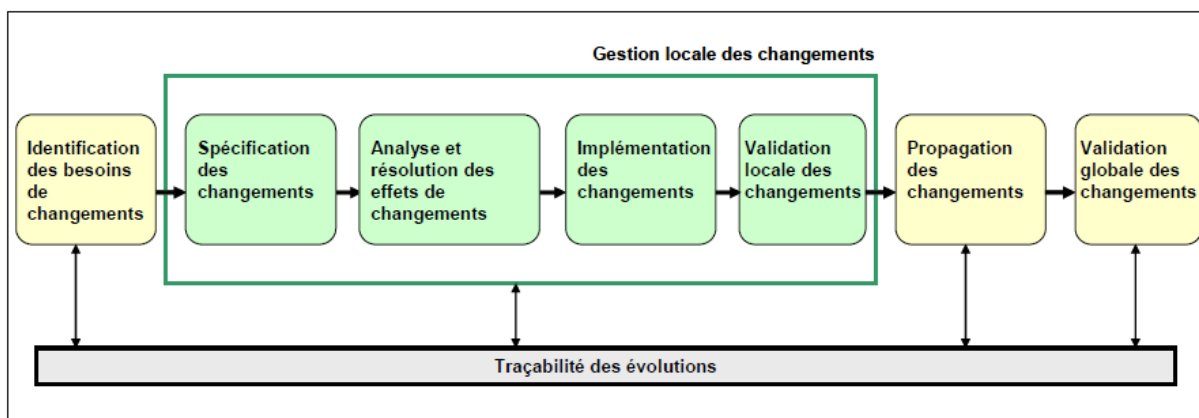 Gestion locale des changements
Identification
des besoins
de
changements
Spécification
des
changements
Analyse et
résolution des
effets de
changements
Implémentation
des
changements
Validation
locale des
changements
Propagation
des
changements
Validation
globale des
changements
Traçabilité des évolutions